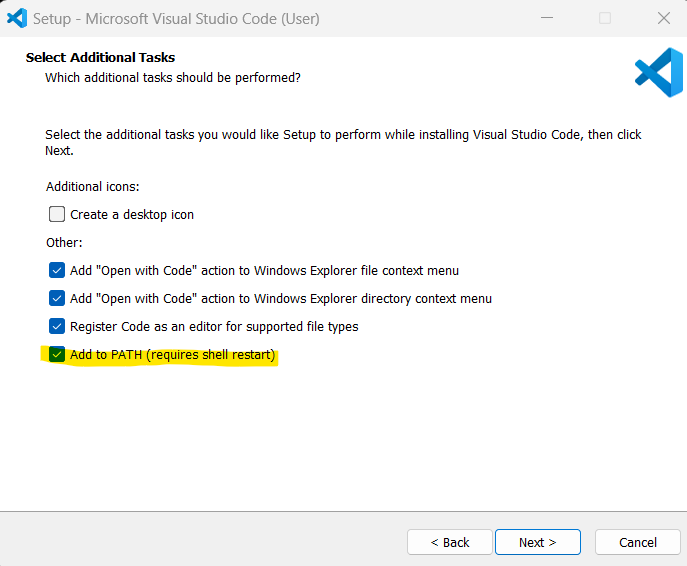 Setup - Microsoft Visual Studio Code (User)
Select Additional Tasks
Which additional tasks should be performed?
Select the additional tasks you would like Setup to perform while installing Visual Studio Code, then click
Next.
Additional icons:
Create a desktop icon
Other:
Add "Open with Code" action to Windows Explorer file context menu
Add "Open with Code" action to Windows Explorer directory context menu
Register Code as an editor for supported file types
Add to PATH (requires shell restart)
< Back Next > Cancel